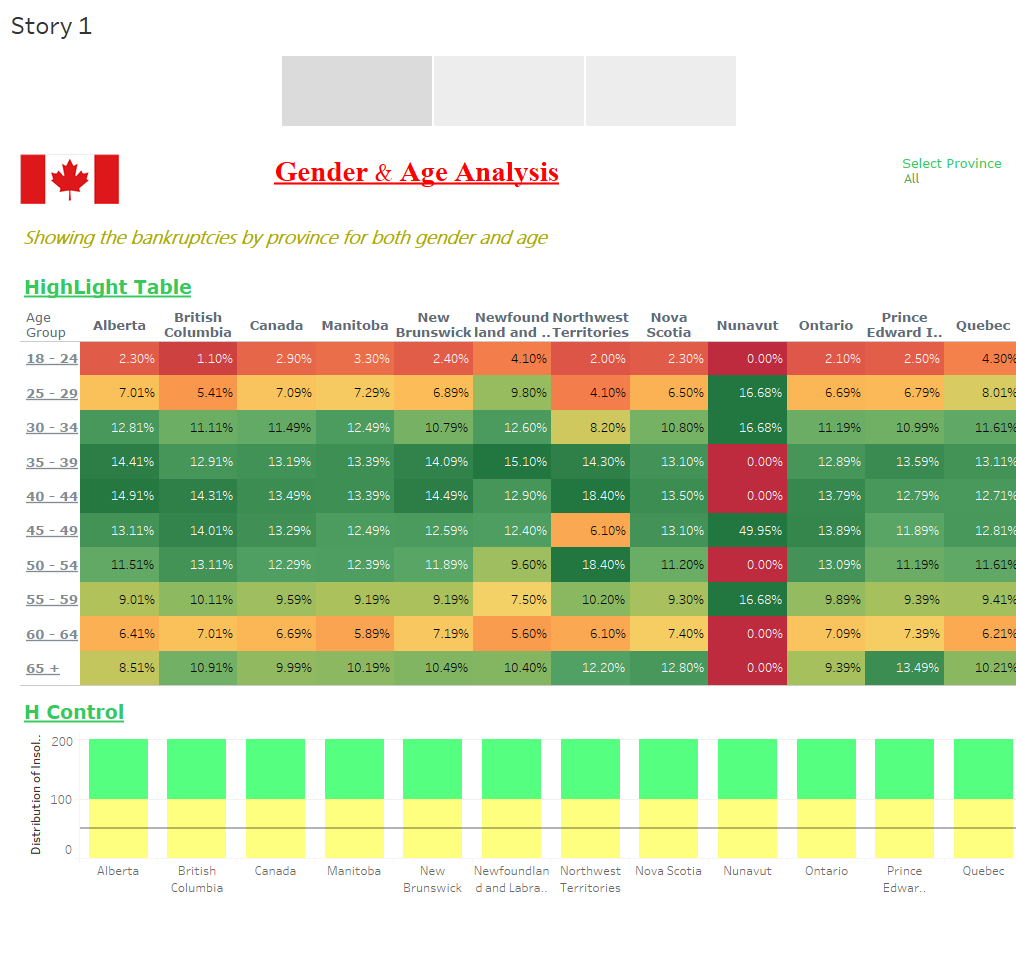 Story 1
Gender & Age Analysis
Select Province
All
Showing the bankruptcies by province for both gender and age
HighLight Table
Age Group Alberta British Columbia Canada Manitoba New Brunswick Newfound land and .. Northwest Territories Nova Scotia Nunavut Ontario Prince Edward I.. Quebec
18 - 24 2.30% 1.10% 2.90% 3.30% 2.40% 4.10% 2.00% 2.30% 0.00% 2.10% 2.50% 4.30%
25 - 29 7.01% 5.41% 7.09% 7.29% 6.89% 9.80% 4.10% 6.50% 16.68% 6.69% 6.79% 8.01%
30 - 34 12.81% 11.11% 11.49% 12.49% 10.79% 12.60% 8.20% 10.80% 16.68% 11.19% 10.99% 11.61%
35 - 39 14.41% 12.91% 13.19% 13.39% 14.09% 15.10% 14.30% 13.10% 0.00% 12.89% 13.59% 13.11%
40 - 44 14.91% 14.31% 13.49% 13.39% 14.49% 12.90% 18.40% 13.50% 0.00% 13.79% 12.79% 12.71%
45 - 49 13.11% 14.01% 13.29% 12.49% 12.59% 12.40% 6.10% 13.10% 49.95% 13.89% 11.89% 12.81%
50 - 54 11.51% 13.11% 12.29% 12.39% 11.89% 9.60% 18.40% 11.20% 0.00% 13.09% 11.19% 11.61%
55 - 59 9.01% 10.11% 9.59% 9.19% 9.19% 7.50% 10.20% 9.30% 16.68% 9.89% 9.39% 9.41%
60 - 64 6.41% 7.01% 6.69% 5.89% 7.19% 5.60% 6.10% 7.40% 0.00% 7.09% 7.39% 6.21%
65 + 8.51% 10.91% 9.99% 10.19% 10.49% 10.40% 12.20% 12.80% 0.00% 9.39% 13.49% 10.21%
H Control
Distribution of Insol..
200
100
0
Alberta British Columbia Canada Manitoba New Brunswick Newfoundlan d and Labra.. Northwest Territories Nova Scotia Nunavut Ontario Prince Edwar.. Quebec